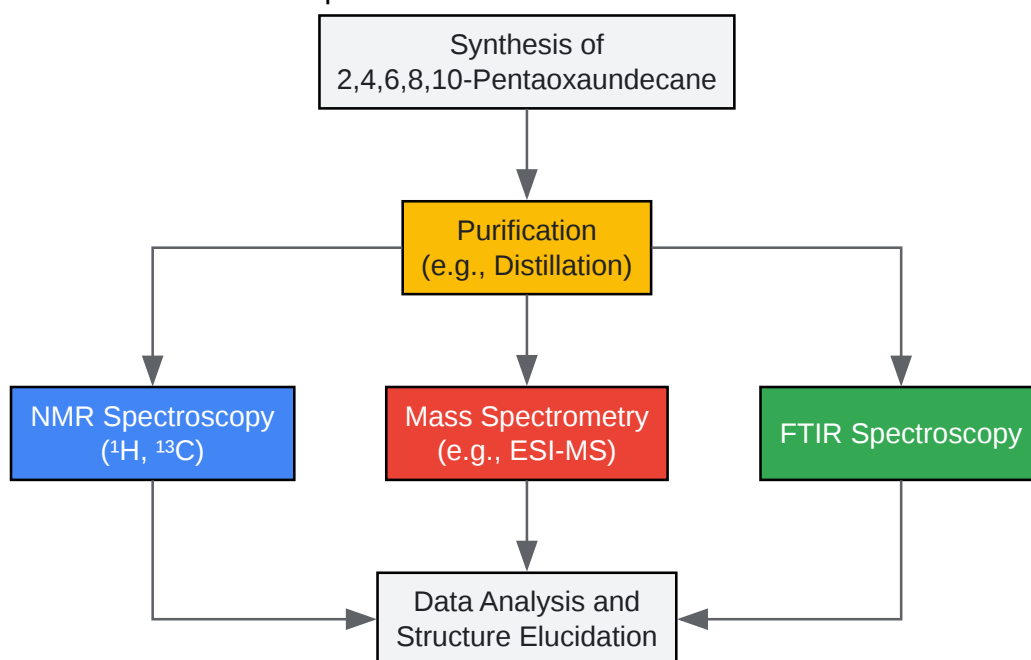 Synthesis of
2,4,6,8,10-Pentaoxaundecane
Purification
(e.g., Distillation)
NMR Spectroscopy
(¹H, ¹³C)
Mass Spectrometry
(e.g., ESI-MS)
FTIR Spectroscopy
Data Analysis and
Structure Elucidation